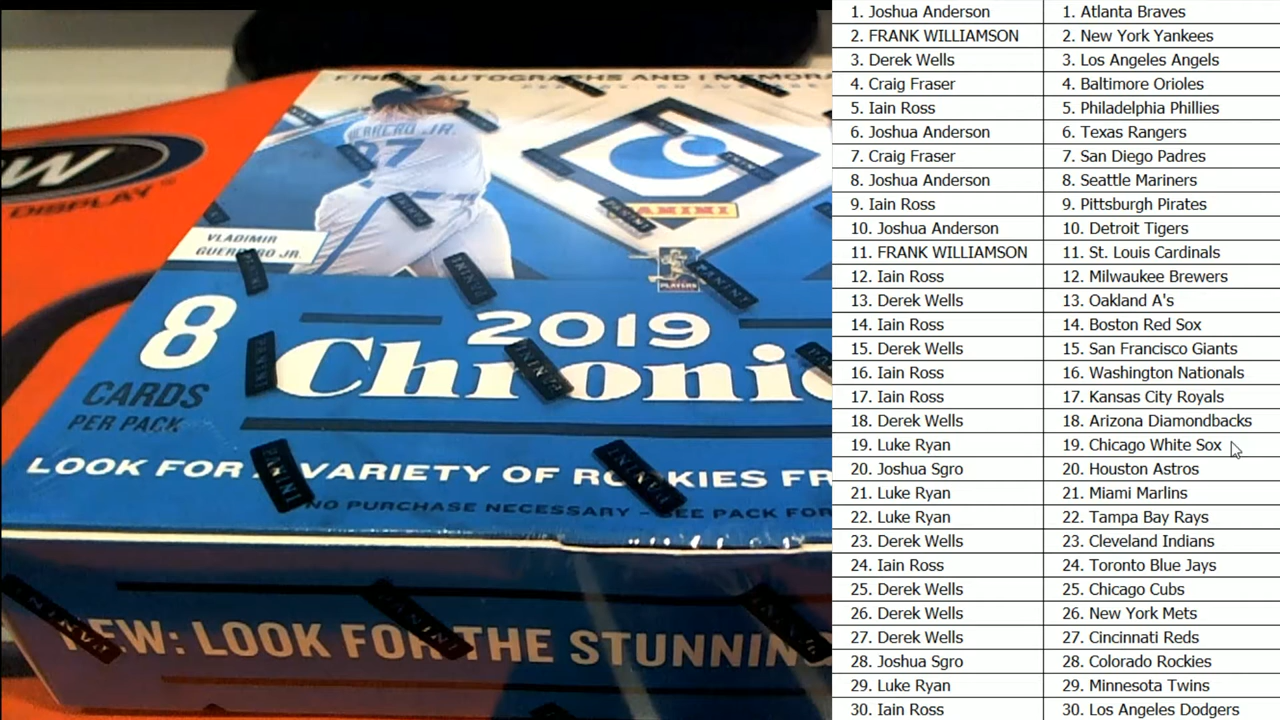 W
DISPLAY
FIND AUTOGRAPHS AND MEMOR
GUERRERO JR.
27
VLADIMIR
GUERRERO JR.
PANINI
PLAYERS
8
CARDS
PER PACK
2019
Chronic
LOOK FOR A VARIETY OF ROOKIES FR
NO PURCHASE NECESSARY - SEE PACK FOR
NEW: LOOK FOR THE STUNNIN
1. Joshua Anderson 1. Atlanta Braves
2. FRANK WILLIAMSON 2. New York Yankees
3. Derek Wells 3. Los Angeles Angels
4. Craig Fraser 4. Baltimore Orioles
5. Iain Ross 5. Philadelphia Phillies
6. Joshua Anderson 6. Texas Rangers
7. Craig Fraser 7. San Diego Padres
8. Joshua Anderson 8. Seattle Mariners
9. Iain Ross 9. Pittsburgh Pirates
10. Joshua Anderson 10. Detroit Tigers
11. FRANK WILLIAMSON 11. St. Louis Cardinals
12. Iain Ross 12. Milwaukee Brewers
13. Derek Wells 13. Oakland A's
14. Iain Ross 14. Boston Red Sox
15. Derek Wells 15. San Francisco Giants
16. Iain Ross 16. Washington Nationals
17. Iain Ross 17. Kansas City Royals
18. Derek Wells 18. Arizona Diamondbacks
19. Luke Ryan 19. Chicago White Sox
20. Joshua Sgro 20. Houston Astros
21. Luke Ryan 21. Miami Marlins
22. Luke Ryan 22. Tampa Bay Rays
23. Derek Wells 23. Cleveland Indians
24. Iain Ross 24. Toronto Blue Jays
25. Derek Wells 25. Chicago Cubs
26. Derek Wells 26. New York Mets
27. Derek Wells 27. Cincinnati Reds
28. Joshua Sgro 28. Colorado Rockies
29. Luke Ryan 29. Minnesota Twins
30. Iain Ross 30. Los Angeles Dodgers